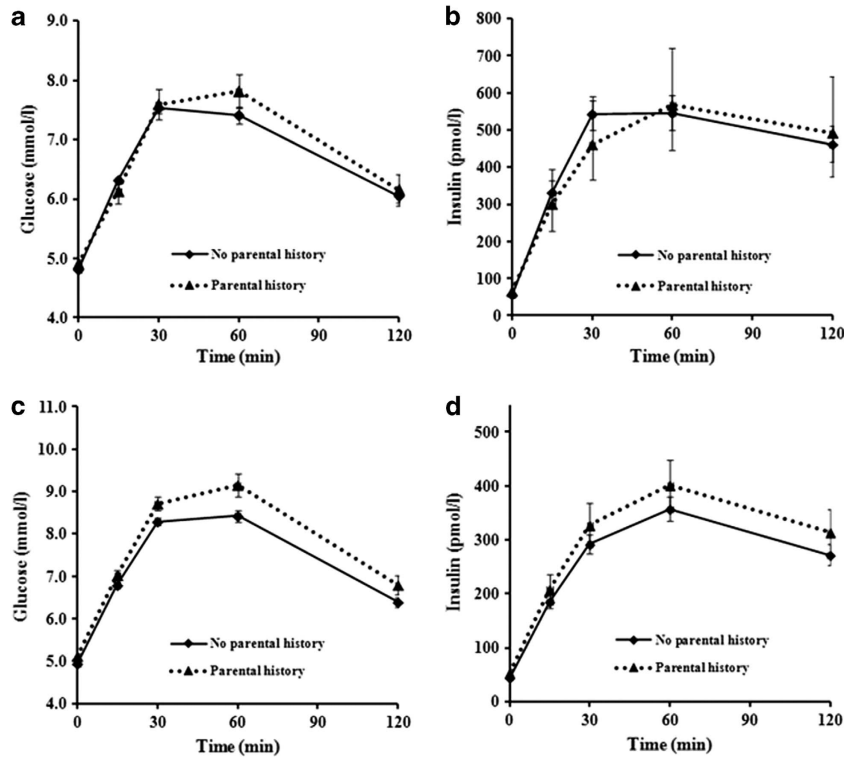 a
9.0
8.0
7.0
6.0
5.0
4.0
Glucose (mmol/l)
No parental history
Parental history
0 30 60 90 120
Time (min)
b
800
700
600
500
400
300
200
100
0
Insulin (pmol/l)
No parental history
Parental history
0 30 60 90 120
Time (min)
c
11.0
10.0
9.0
8.0
7.0
6.0
5.0
4.0
Glucose (mmol/l)
No parental history
Parental history
0 30 60 90 120
Time (min)
d
500
400
300
200
100
0
Insulin (pmol/l)
No parental history
Parental history
0 30 60 90 120
Time (min)